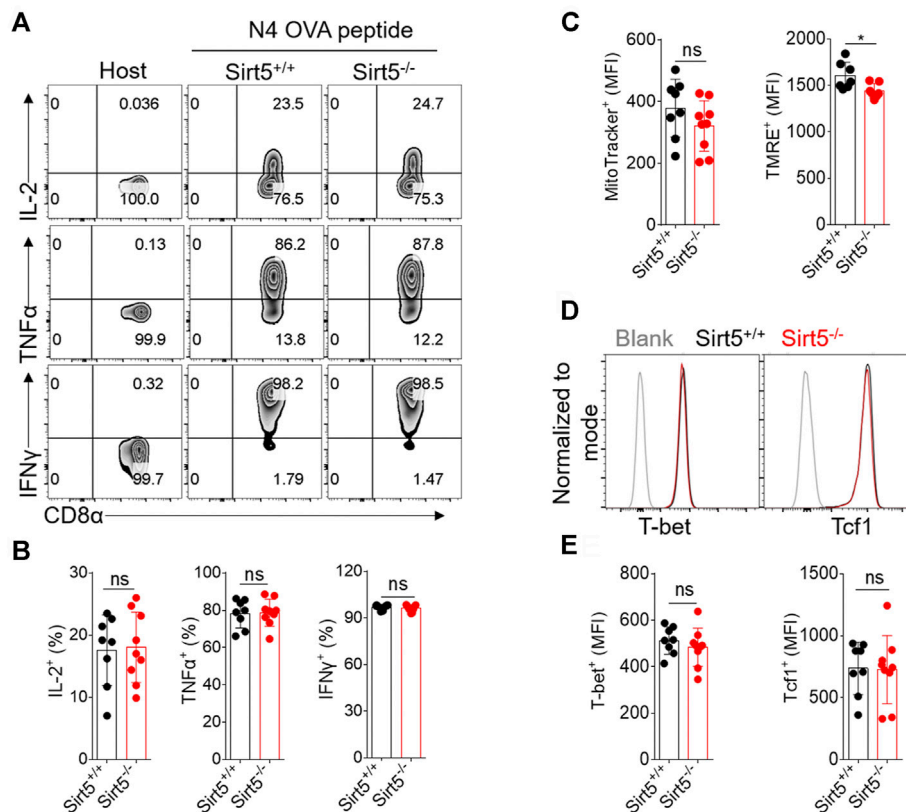 A
N4 OVA peptide
Host Sirt5+/+ Sirt5-/-
IL-2
0 0.036 0 23.5 0 24.7
0 100.0 0 76.5 0 75.3
TNFα
0 0.13 0 86.2 0 87.8
0 99.9 0 13.8 0 12.2
IFNγ
0 0.32 0 98.2 0 98.5
0 99.7 0 1.79 0 1.47
CD8α
B
IL-2+ (%)
30
20
10
0
ns
Sirt5+/+
Sirt5-/-
TNFα+ (%)
100
80
60
40
20
0
ns
Sirt5+/+
Sirt5-/-
IFNγ+ (%)
120
90
60
30
0
ns
Sirt5+/+
Sirt5-/-
C
MitoTracker+ (MFI)
600
400
200
0
ns
Sirt5+/+
Sirt5-/-
TMRE+ (MFI)
2000
1500
1000
500
0
*
Sirt5+/+
Sirt5-/-
D
Blank Sirt5+/+ Sirt5-/-
Normalized to
mode
T-bet Tcf1
E
T-bet+ (MFI)
800
600
400
200
0
ns
Sirt5+/+
Sirt5-/-
Tcf1+ (MFI)
1500
1000
500
0
ns
Sirt5+/+
Sirt5-/-